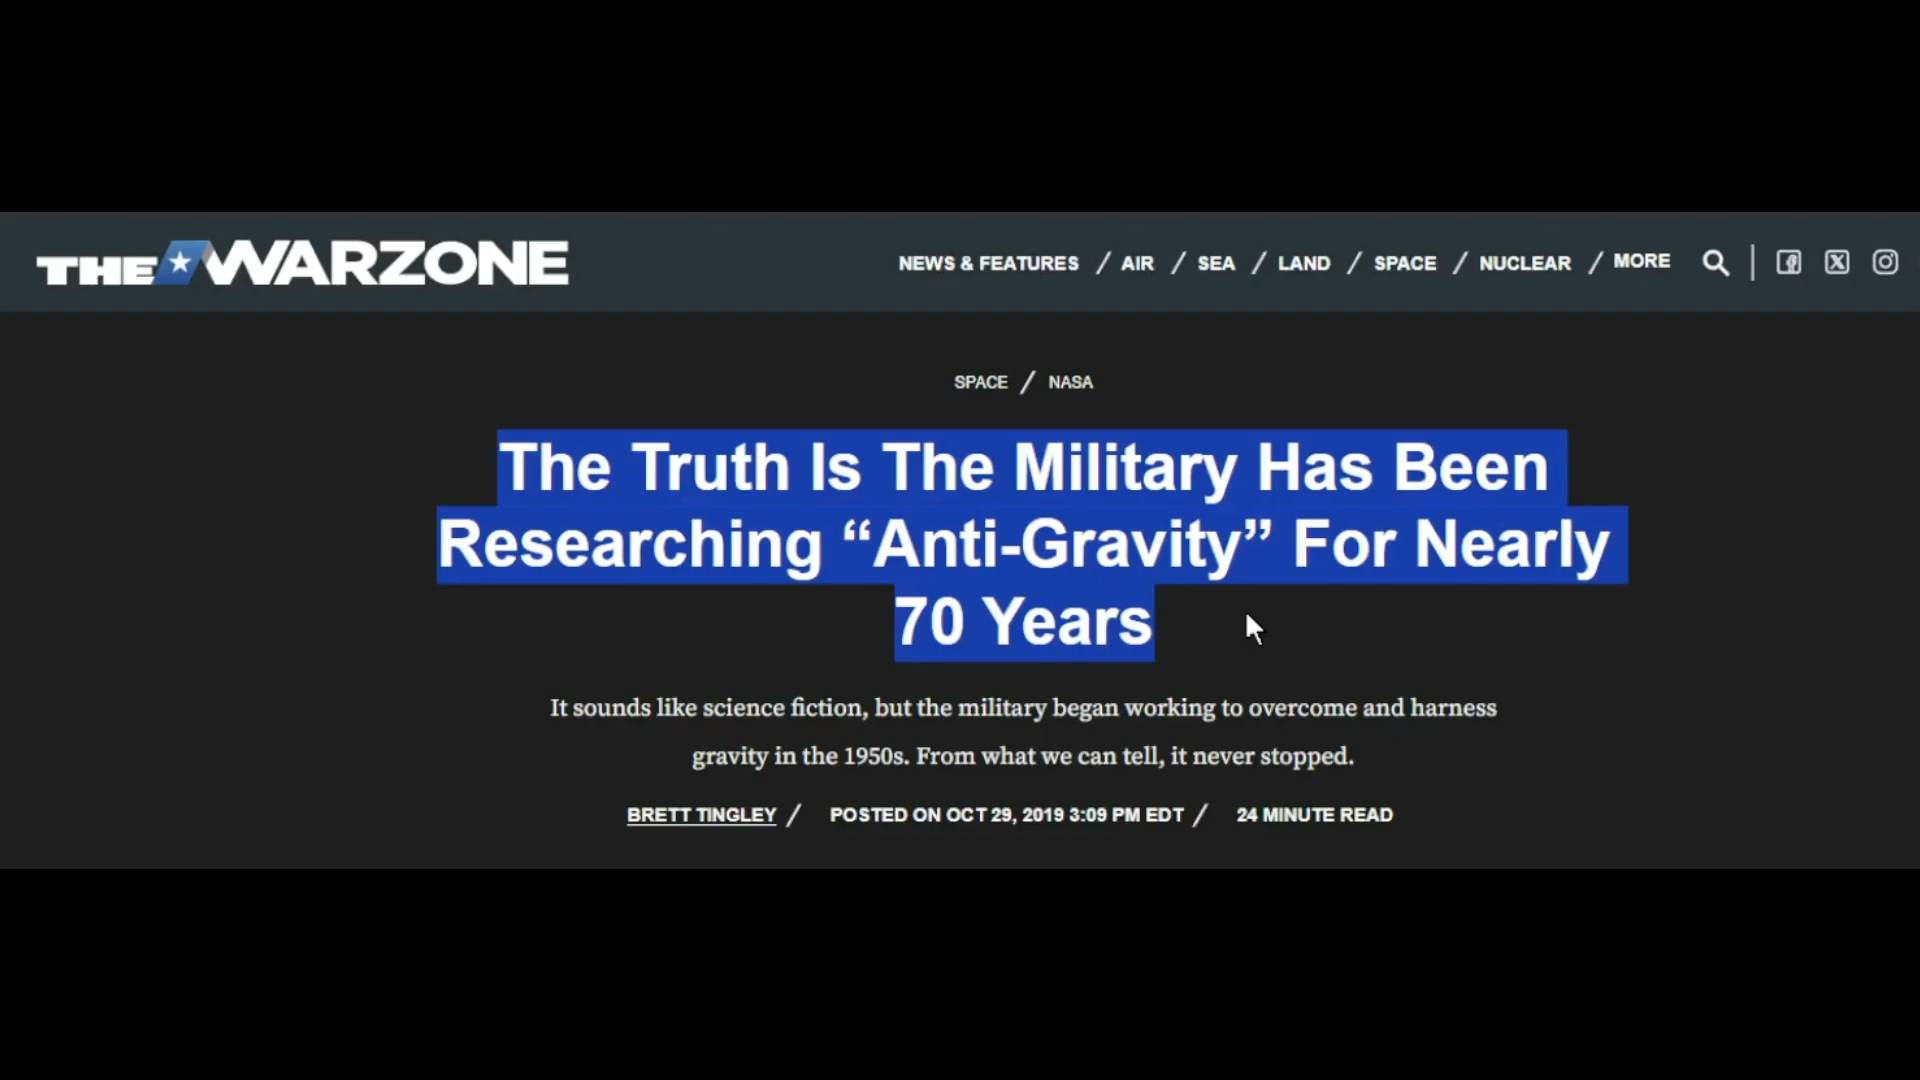 THE WARZONE
NEWS & FEATURES / AIR / SEA / LAND / SPACE / NUCLEAR / MORE
SPACE / NASA
The Truth Is The Military Has Been
Researching “Anti-Gravity” For Nearly
70 Years
It sounds like science fiction, but the military began working to overcome and harness
gravity in the 1950s. From what we can tell, it never stopped.
BRETT TINGLEY / POSTED ON OCT 29, 2019 3:09 PM EDT / 24 MINUTE READ